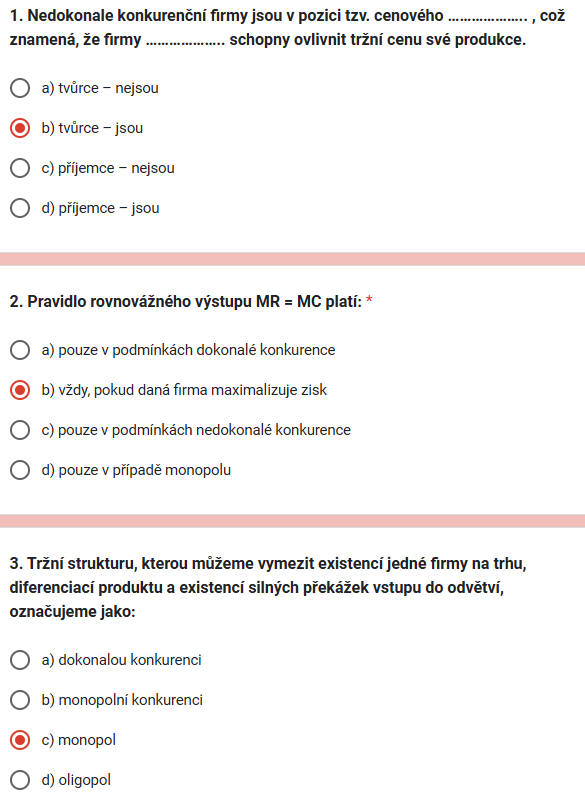 1. Nedokonale konkurenční firmy jsou v pozici tzv. cenového ……………….. , což
znamená, že firmy ……………….. schopny ovlivnit tržní cenu své produkce.
a) tvůrce – nejsou
b) tvůrce – jsou
c) příjemce – nejsou
d) příjemce – jsou
2. Pravidlo rovnovážného výstupu MR = MC platí: *
a) pouze v podmínkách dokonalé konkurence
b) vždy, pokud daná firma maximalizuje zisk
c) pouze v podmínkách nedokonalé konkurence
d) pouze v případě monopolu
3. Tržní strukturu, kterou můžeme vymezit existencí jedné firmy na trhu,
diferenciací produktu a existencí silných překážek vstupu do odvětví,
označujeme jako:
a) dokonalou konkurenci
b) monopolní konkurenci
c) monopol
d) oligopol